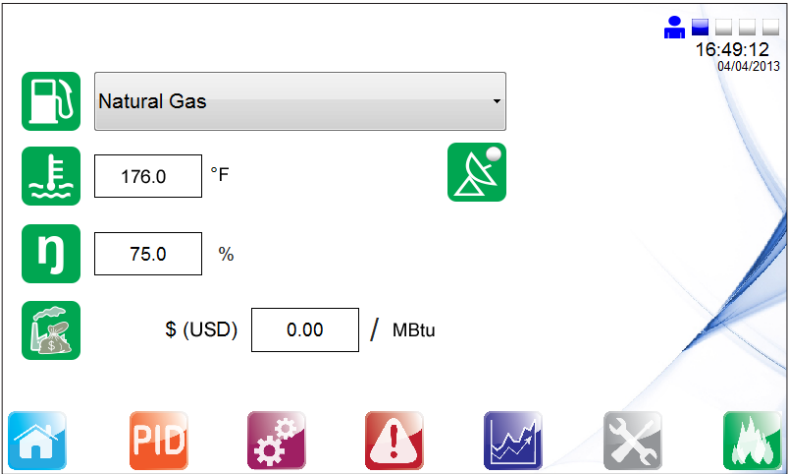 16:49:12
04/04/2013
Natural Gas
176.0 °F
ŋ 75.0 %
$
$ (USD) 0.00 / MBtu
PID